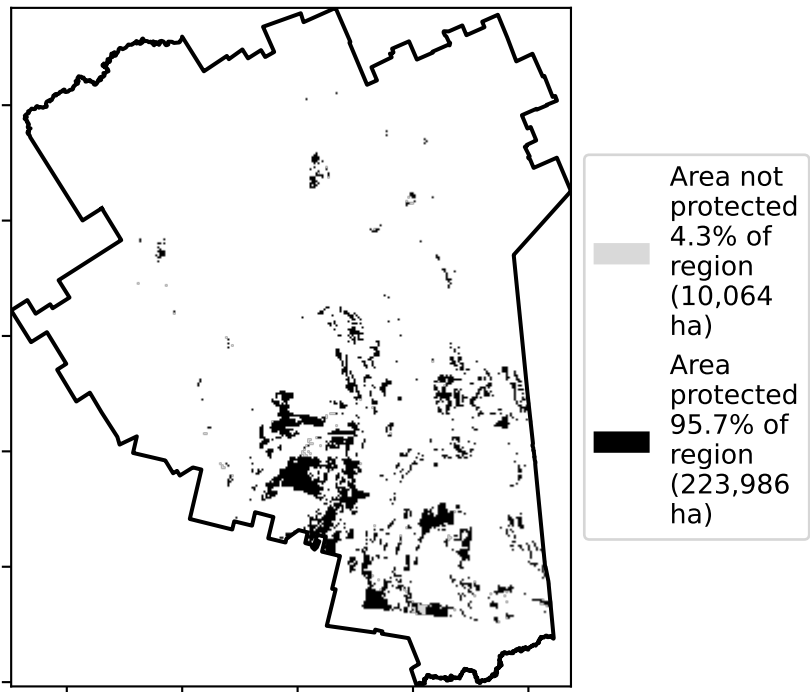 Area not
protected
4.3% of
region
(10,064
ha)
Area
protected
95.7% of
region
(223,986
ha)